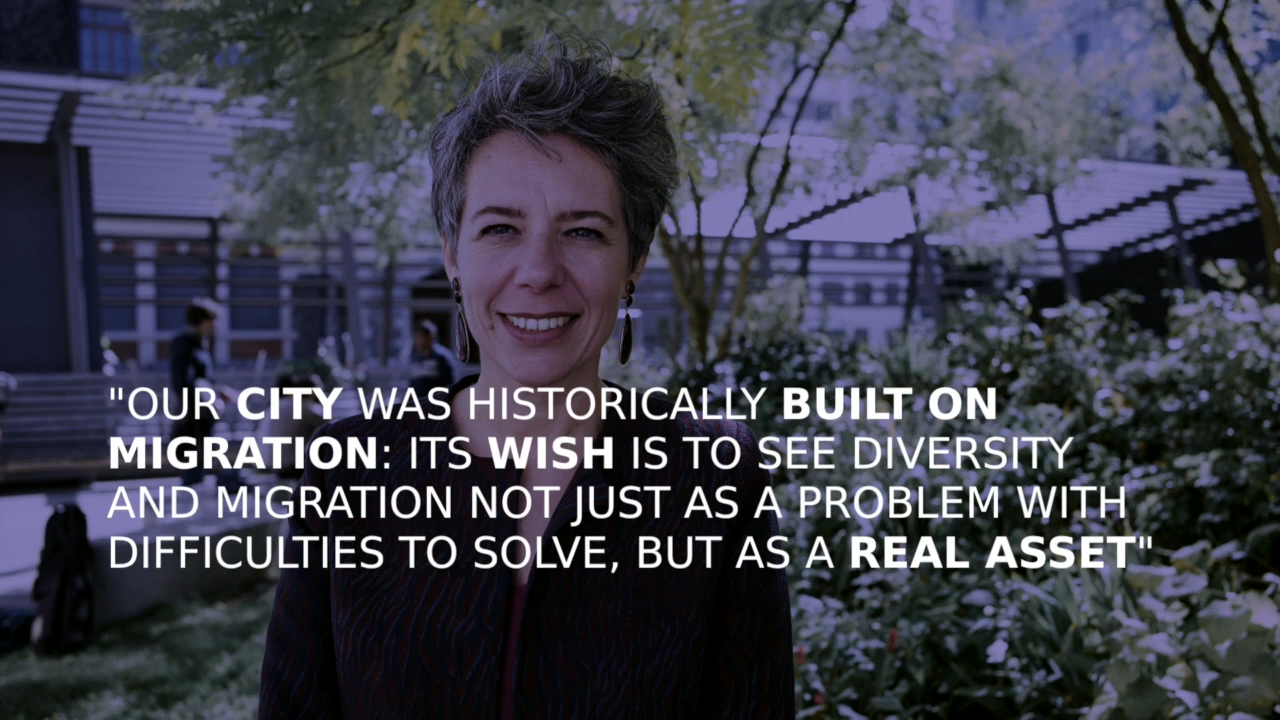 "OUR CITY WAS HISTORICALLY BUILT ON
MIGRATION: ITS WISH IS TO SEE DIVERSITY
AND MIGRATION NOT JUST AS A PROBLEM WITH
DIFFICULTIES TO SOLVE, BUT AS A REAL ASSET"